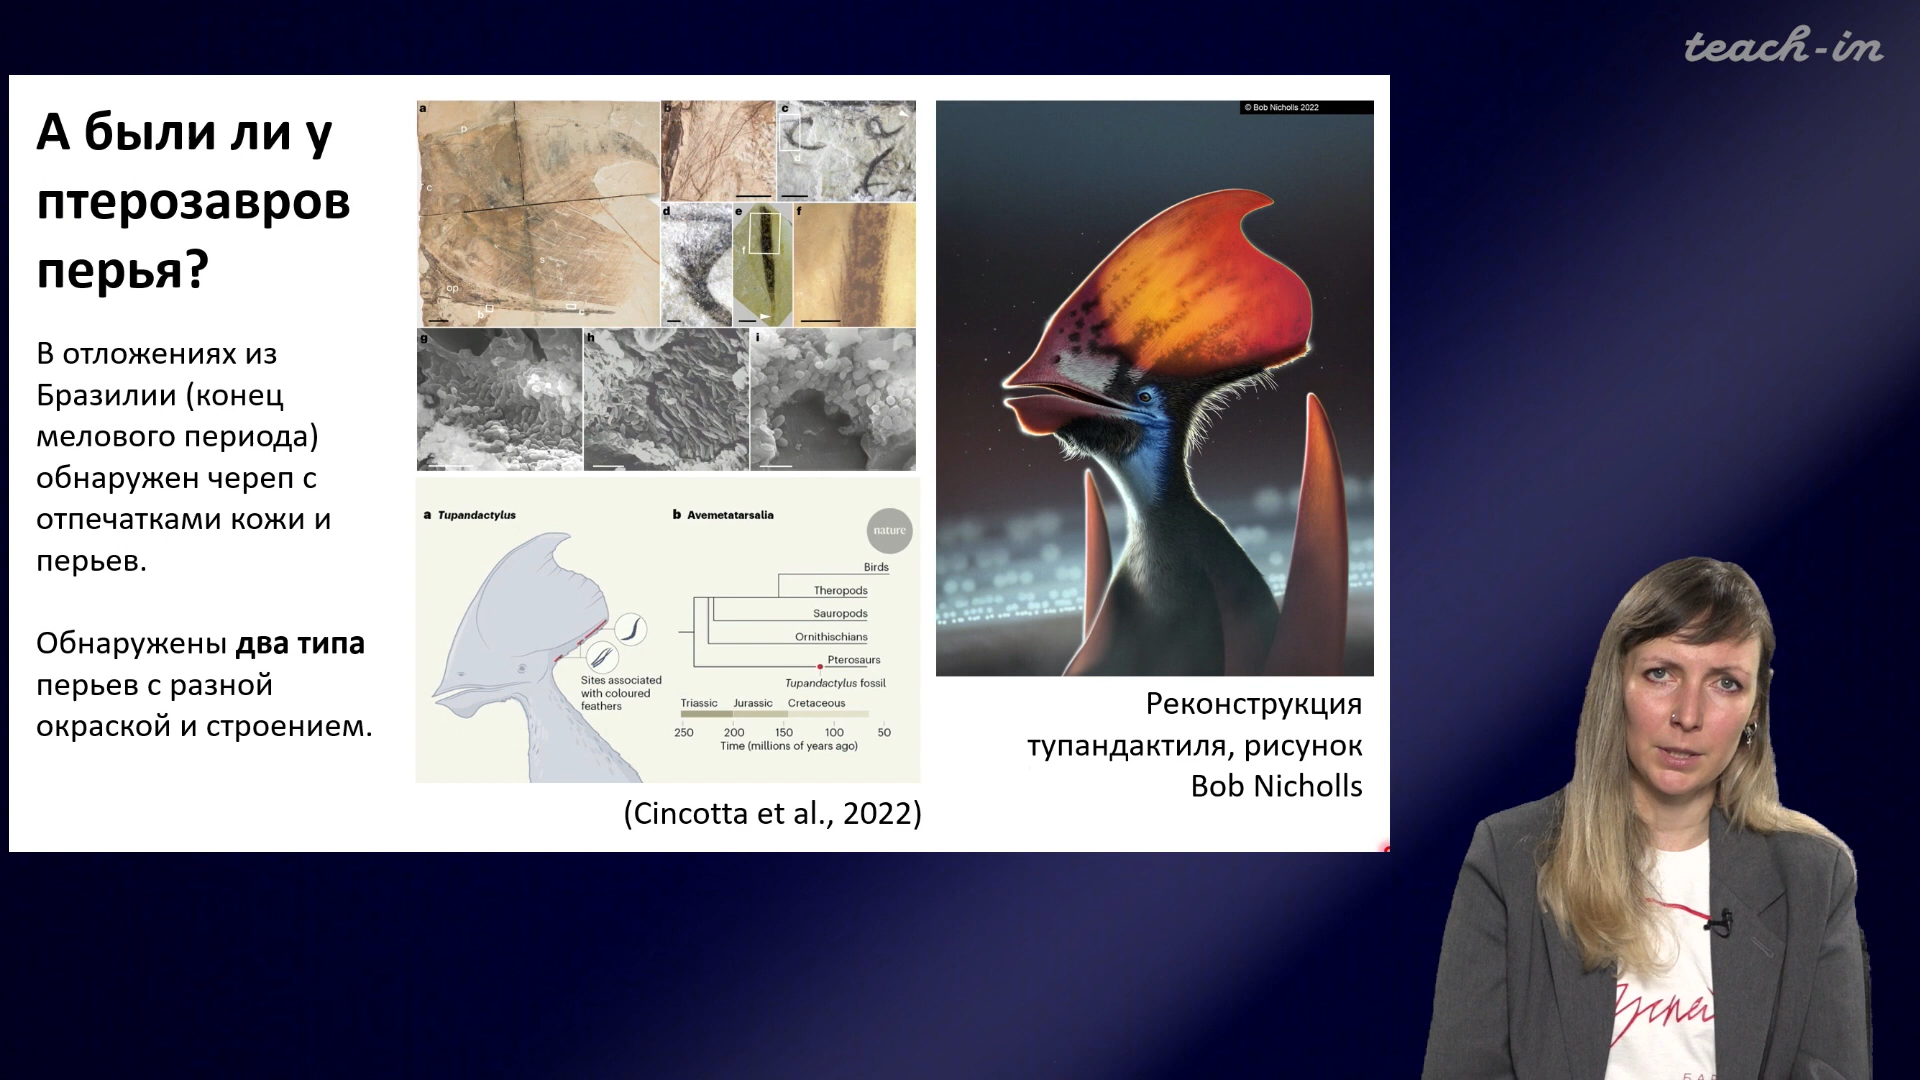 teach-in
А были ли у
птерозавров
перья?
В отложениях из
Бразилии (конец
мелового периода)
обнаружен череп с
отпечатками кожи и
перьев.
Обнаружены два типа
перьев с разной
окраской и строением.
a
p
c
s
op
b
c
b
c
d
d
e
f
f
g
h
i
a Tupandactylus
Sites associated
with coloured
feathers
b Avemetatarsalia
nature
Birds
Theropods
Sauropods
Ornithischians
Pterosaurs
Tupandactylus fossil
Triassic Jurassic Cretaceous
250 200 150 100 50
Time (millions of years ago)
(Cincotta et al., 2022)
© Bob Nicholls 2022
Реконструкция
тупандактиля, рисунок
Bob Nicholls